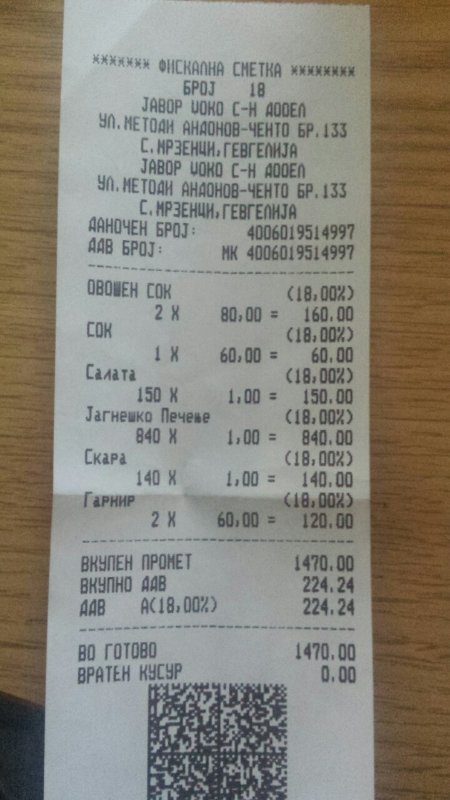 ******* ФИСКАЛНА СМЕТКА ********
БРОЈ 18
ЈАВОР ЏОКО С-Н ДООЕЛ
УЛ.МЕТОДИ АНДОНОВ-ЧЕНТО БР.133
С.МРЗЕНЦИ,ГЕВГЕЛИЈА
ЈАВОР ЏОКО С-Н ДООЕЛ
УЛ.МЕТОДИ АНДОНОВ-ЧЕНТО БР.133
С.МРЗЕНЦИ,ГЕВГЕЛИЈА
ДАНОЧЕН БРОЈ: 4006019514997
ДДВ БРОЈ: МК 4006019514997
ОВОШЕН СОК (18,00%)
2 X 80,00 = 160.00
СОК (18,00%)
1 X 60,00 = 60.00
Салата (18,00%)
150 X 1,00 = 150.00
Јагнешко Печење (18,00%)
840 X 1,00 = 840.00
Скара (18,00%)
140 X 1,00 = 140.00
Гарнир (18,00%)
2 X 60,00 = 120.00
ВКУПЕН ПРОМЕТ 1470.00
ВКУПНО ДДВ 224.24
ДДВ А(18,00%) 224.24
ВО ГОТОВО 1470.00
ВРАТЕН КУСУР 0.00